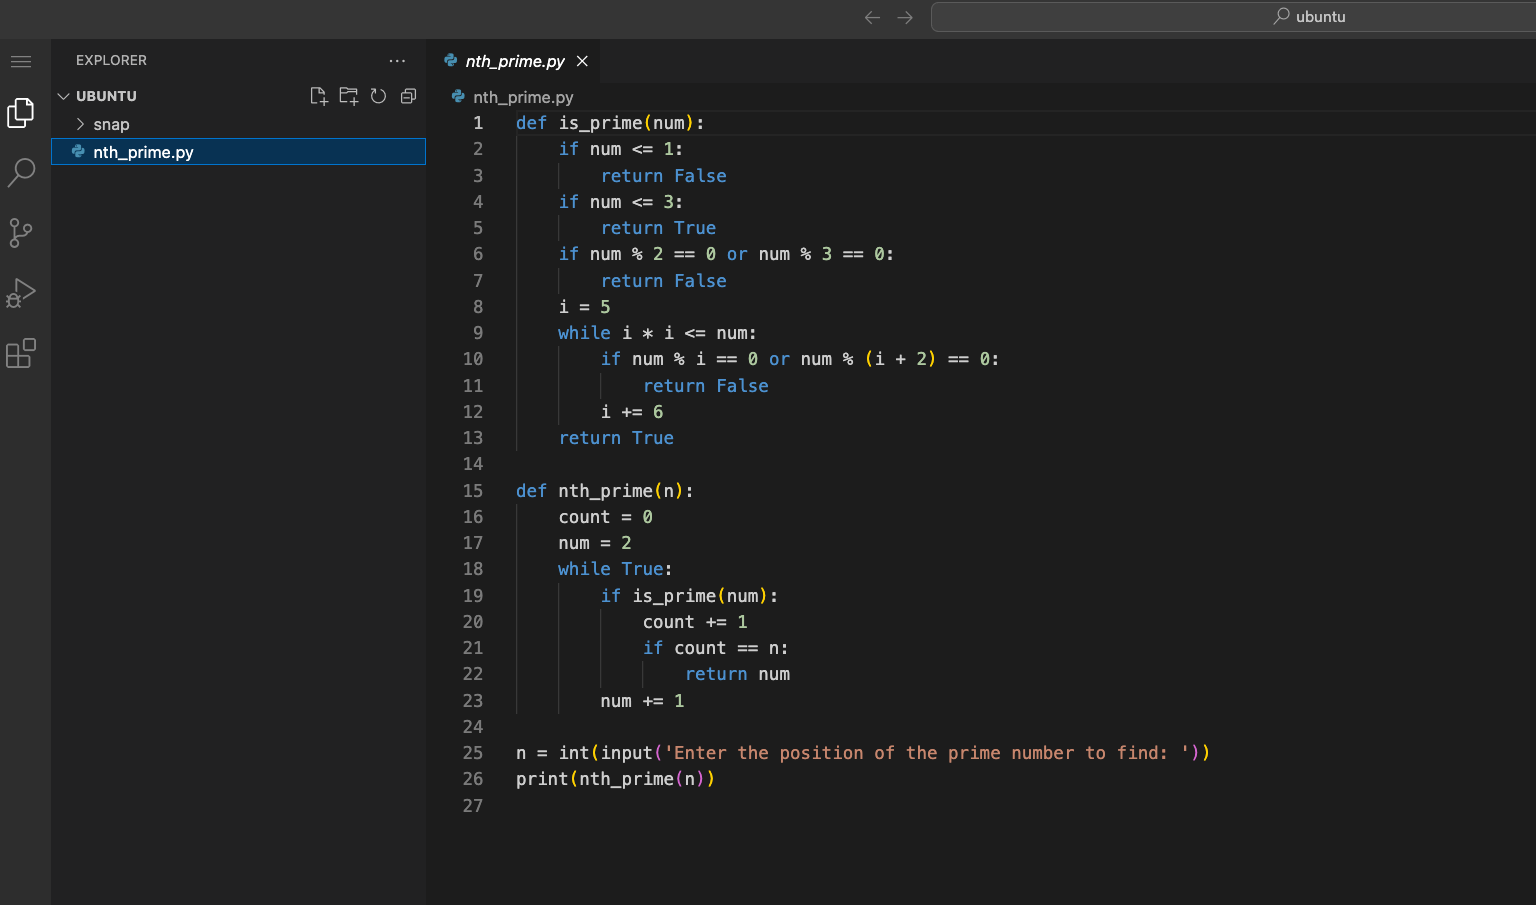 ubuntu
EXPLORER
nth_prime.py
UBUNTU
snap
nth_prime.py
nth_prime.py
1 def is_prime(num):
2     if num <= 1:
3         return False
4     if num <= 3:
5         return True
6     if num % 2 == 0 or num % 3 == 0:
7         return False
8     i = 5
9     while i * i <= num:
10         if num % i == 0 or num % (i + 2) == 0:
11             return False
12         i += 6
13     return True
14
15 def nth_prime(n):
16     count = 0
17     num = 2
18     while True:
19         if is_prime(num):
20             count += 1
21             if count == n:
22                 return num
23         num += 1
24
25 n = int(input('Enter the position of the prime number to find: '))
26 print(nth_prime(n))
27